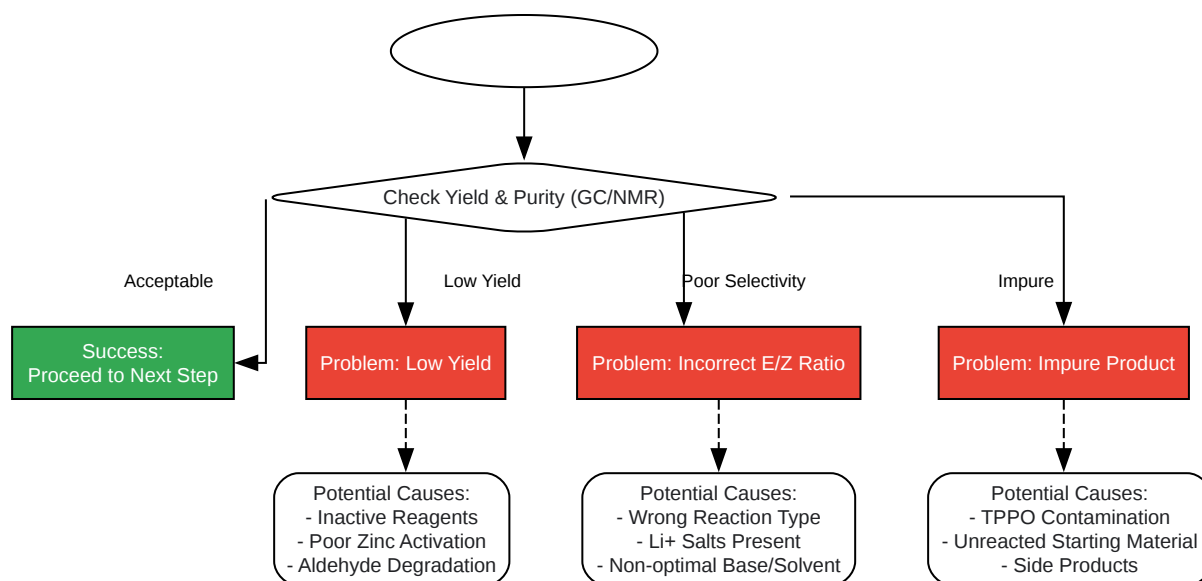 Check Yield & Purity (GC/NMR)
Acceptable
Low Yield
Poor Selectivity
Impure
Success:
Proceed to Next Step
Problem: Low Yield
Problem: Incorrect E/Z Ratio
Problem: Impure Product
Potential Causes:
- Inactive Reagents
- Poor Zinc Activation
- Aldehyde Degradation
Potential Causes:
- Wrong Reaction Type
- Li+ Salts Present
- Non-optimal Base/Solvent
Potential Causes:
- TPPO Contamination
- Unreacted Starting Material
- Side Products